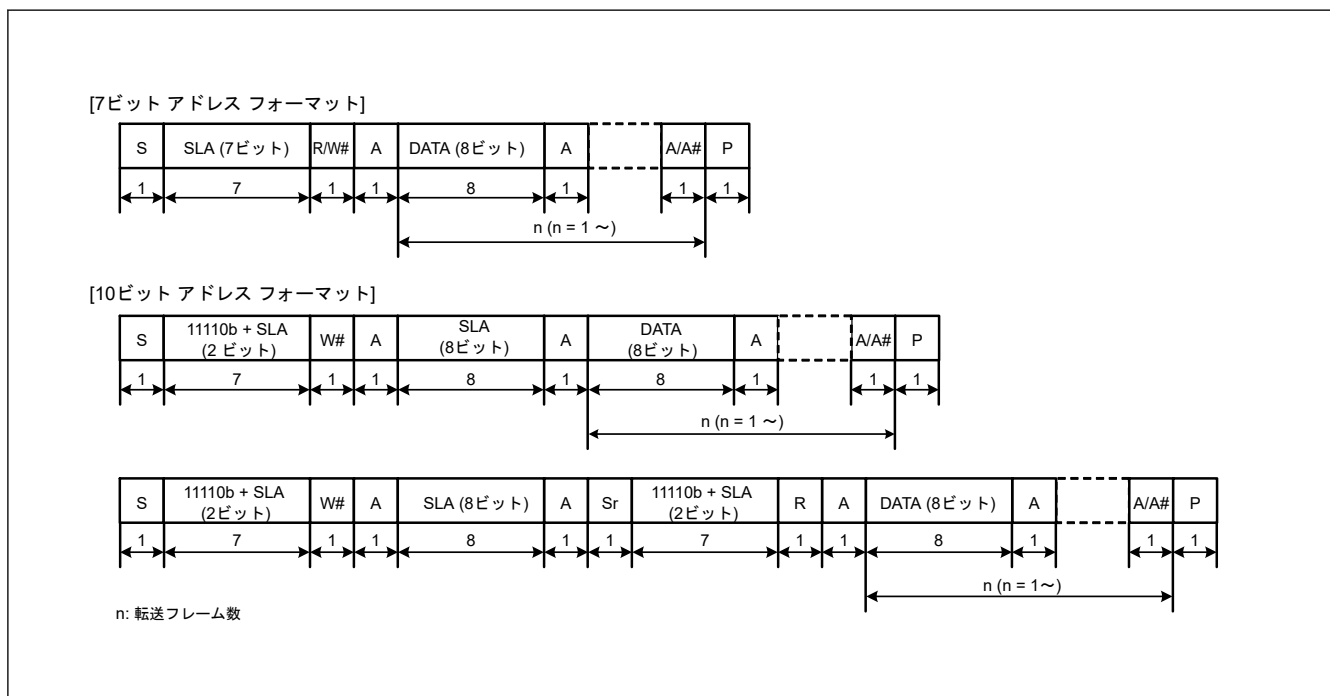 [7ビット アドレス フォーマット]
S SLA (7ビット) R/W# A DATA (8ビット) A A/A# P
1 7 1 1 8 1 1 1
n (n = 1 ～)
[10ビット アドレス フォーマット]
S 11110b + SLA (2 ビット) W# A SLA (8ビット) A DATA (8ビット) A A/A# P
1 7 1 1 8 1 8 1 1 1
n (n = 1 ～)
S 11110b + SLA (2ビット) W# A SLA (8ビット) A Sr 11110b + SLA (2ビット) R A DATA (8ビット) A A/A# P
1 7 1 1 8 1 1 7 1 1 8 1 1 1
n (n = 1～)
n: 転送フレーム数